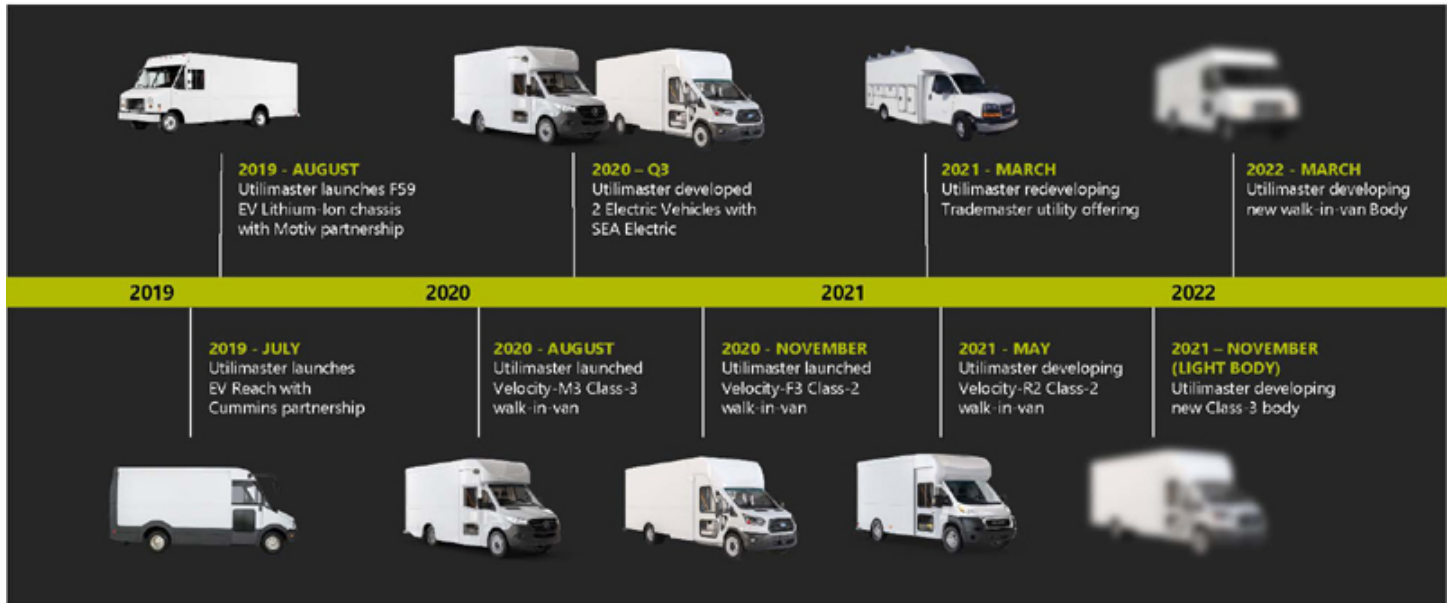 2019 - AUGUST
Utilimaster launches F59
EV Lithium-Ion chassis
with Motiv partnership
2020 – Q3
Utilimaster developed
2 Electric Vehicles with
SEA Electric
2021 - MARCH
Utilimaster redeveloping
Trademaster utility offering
2022 - MARCH
Utilimaster developing
new walk-in-van Body
2019
2020
2021
2022
2019 - JULY
Utilimaster launches
EV Reach with
Cummins partnership
2020 - AUGUST
Utilimaster launched
Velocity-M3 Class-3
walk-in-van
2020 - NOVEMBER
Utilimaster launched
Velocity-F3 Class-2
walk-in-van
2021 - MAY
Utilimaster developing
Velocity-R2 Class-2
walk-in-van
2021 – NOVEMBER
(LIGHT BODY)
Utilimaster developing
new Class-3 body